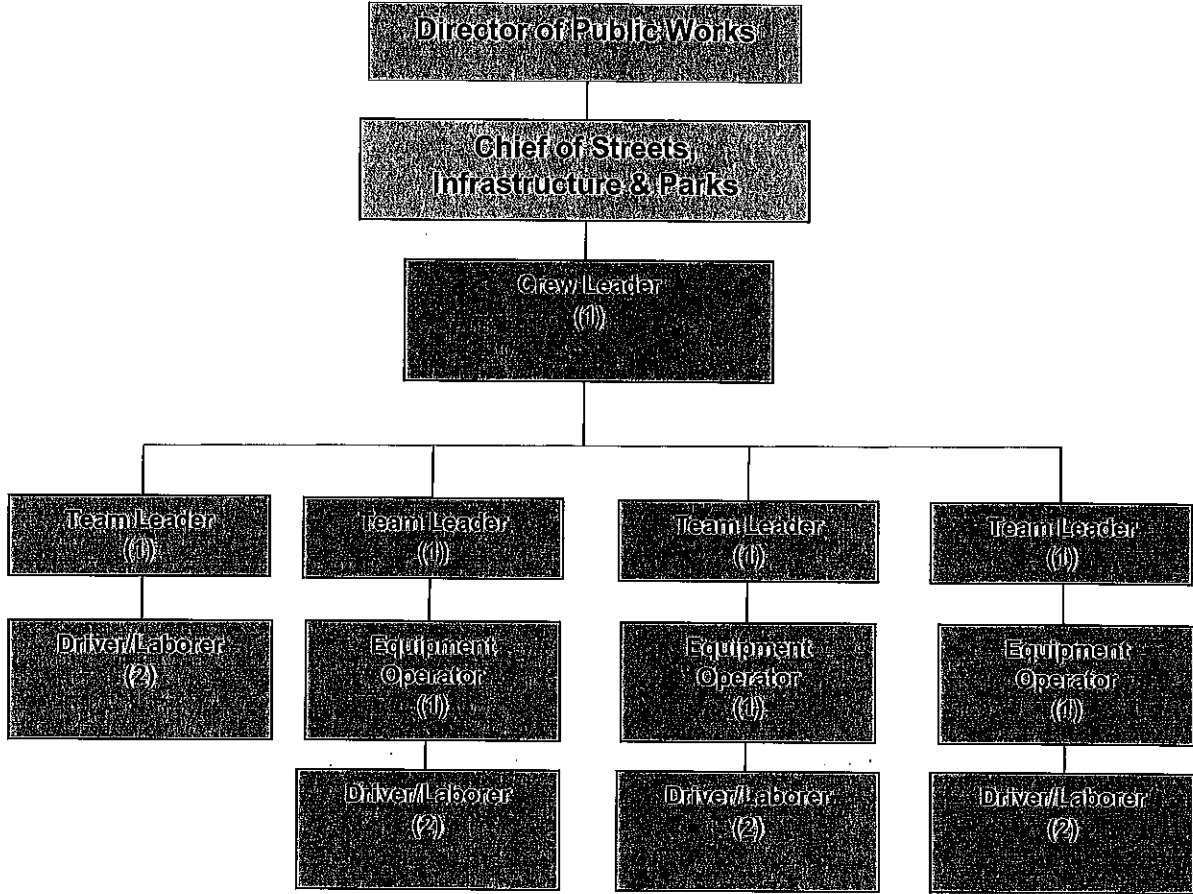 Director of Public Works
Chief of Streets,
Infrastructure & Parks
Crew Leader
(1)
Team Leader
(1)
Team Leader
(1)
Team Leader
(1)
Team Leader
(1)
Driver/Laborer
(2)
Equipment
Operator
(1)
Equipment
Operator
(1)
Equipment
Operator
(1)
Driver/Laborer
(2)
Driver/Laborer
(2)
Driver/Laborer
(2)